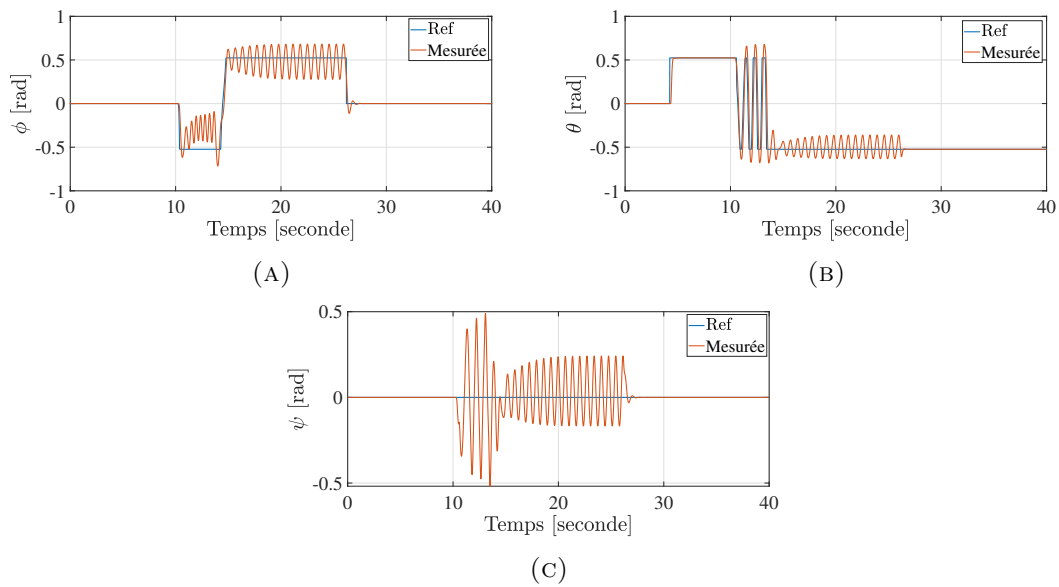 1
0.5
0
-0.5
-1
ϕ [rad]
Ref
Mesurée
0
10
20
30
40
Temps [seconde]
(A)
1
0.5
0
-0.5
-1
θ [rad]
Ref
Mesurée
0
10
20
30
40
Temps [seconde]
(B)
0.5
0
-0.5
ψ [rad]
Ref
Mesurée
0
10
20
30
40
Temps [seconde]
(C)